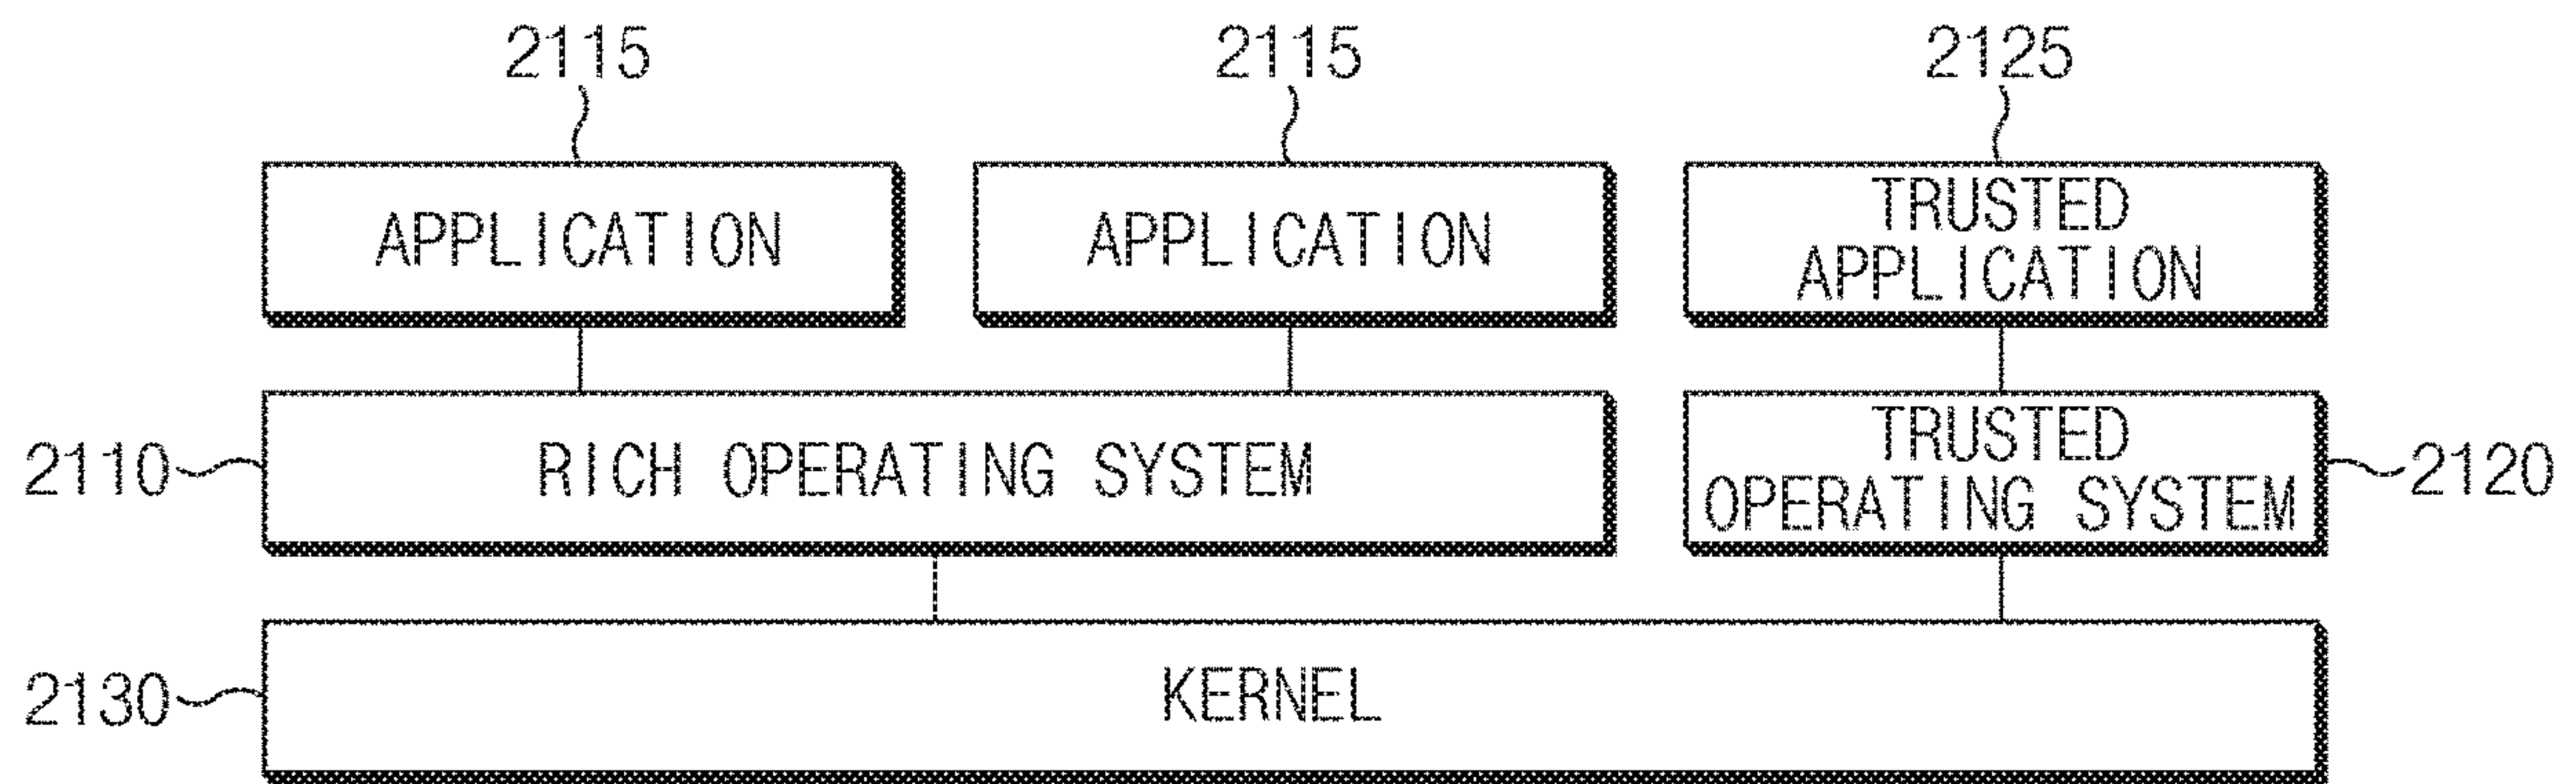 2115
2115
2125
APPLICATION
APPLICATION
TRUSTED
APPLICATION
2110
RICH OPERATING SYSTEM
TRUSTED
OPERATING SYSTEM
2120
2130
KERNEL